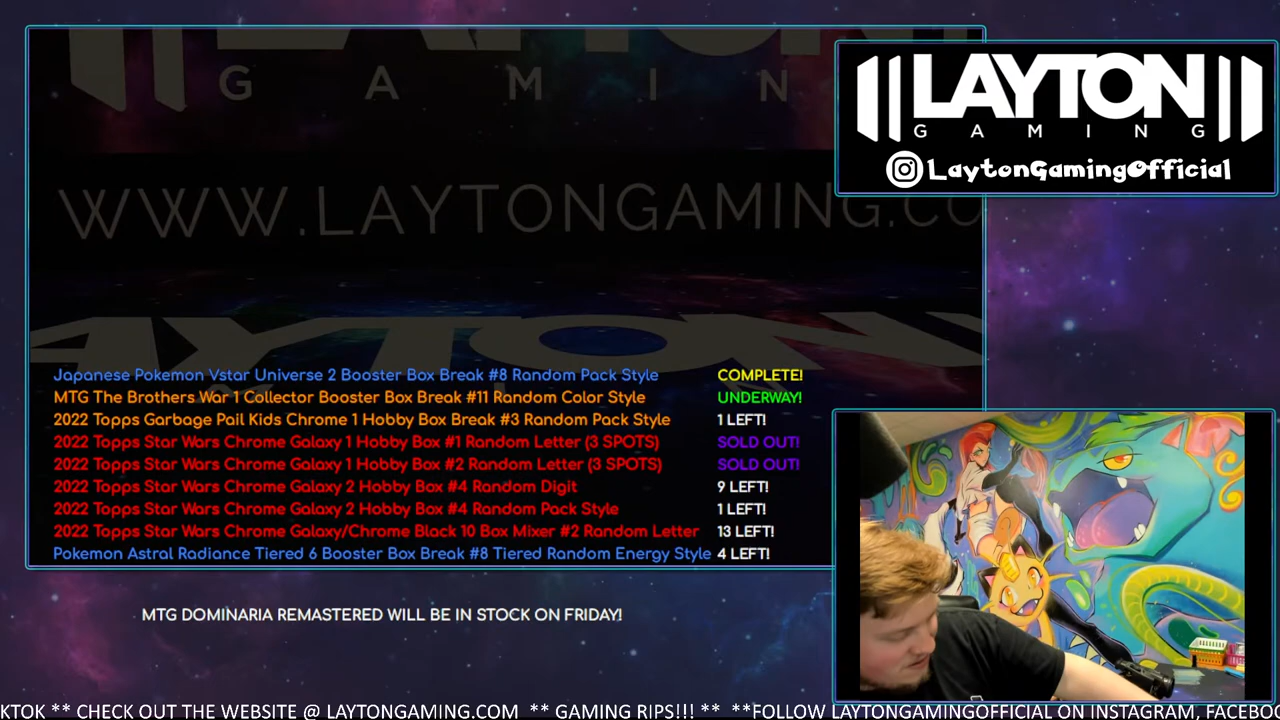 LAYTON
GAMING
LaytonGamingOfficial
GAMIN
WWW.LAYTONGAMING.CO
LAYTON
Japanese Pokemon Vstar Universe 2 Booster Box Break #8 Random Pack Style COMPLETE!
MTG The Brothers War 1 Collector Booster Box Break #11 Random Color Style UNDERWAY!
2022 Topps Garbage Pail Kids Chrome 1 Hobby Box Break #3 Random Pack Style 1 LEFT!
2022 Topps Star Wars Chrome Galaxy 1 Hobby Box #1 Random Letter (3 SPOTS) SOLD OUT!
2022 Topps Star Wars Chrome Galaxy 1 Hobby Box #2 Random Letter (3 SPOTS) SOLD OUT!
2022 Topps Star Wars Chrome Galaxy 2 Hobby Box #4 Random Digit 9 LEFT!
2022 Topps Star Wars Chrome Galaxy 2 Hobby Box #4 Random Pack Style 1 LEFT!
2022 Topps Star Wars Chrome Galaxy/Chrome Black 10 Box Mixer #2 Random Letter 13 LEFT!
Pokemon Astral Radiance Tiered 6 Booster Box Break #8 Tiered Random Energy Style 4 LEFT!
MTG DOMINARIA REMASTERED WILL BE IN STOCK ON FRIDAY!
KTOK ** CHECK OUT THE WEBSITE @ LAYTONGAMING.COM ** GAMING RIPS!!! ** **FOLLOW LAYTONGAMINGOFFICIAL ON INSTAGRAM, FACEBOO